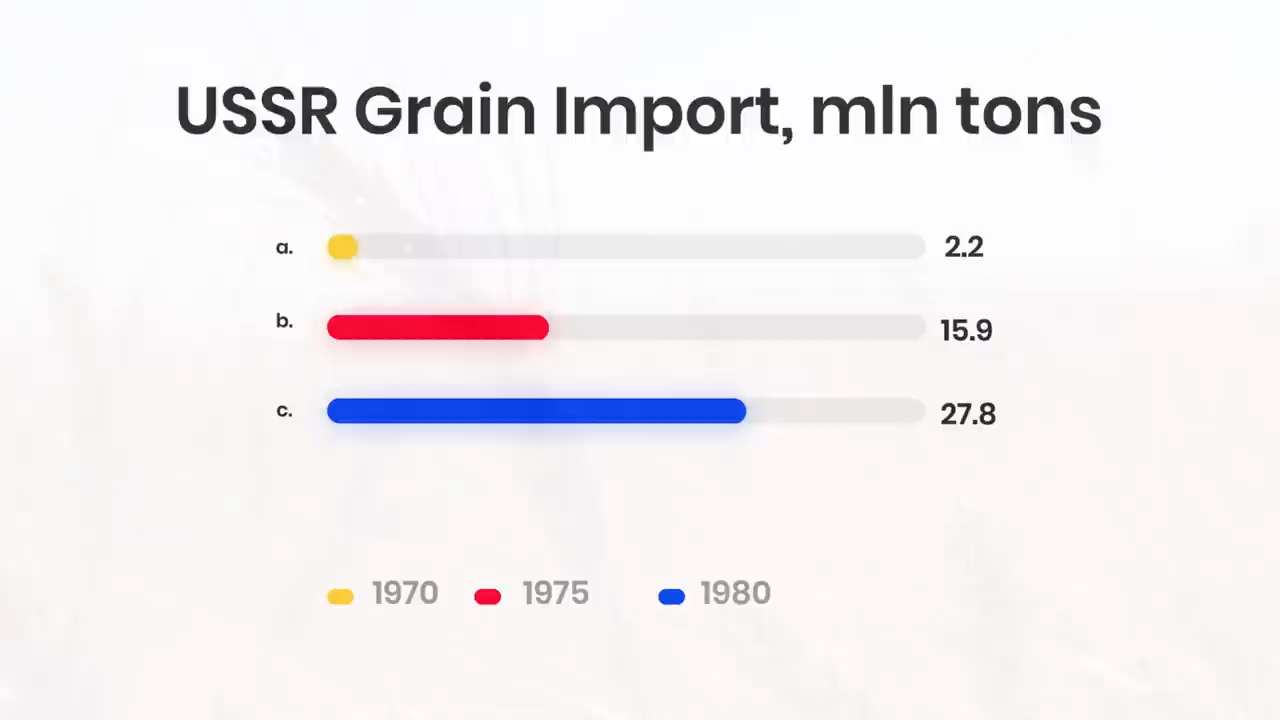 USSR Grain Import, mln tons
a. 2.2
b. 15.9
c. 27.8
1970 1975 1980